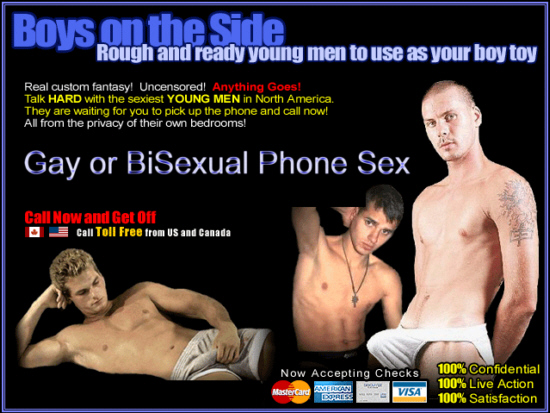 Boys on the Side
Rough and ready young men to use as your boy toy
Real custom fantasy! Uncensored! Anything Goes!
Talk HARD with the sexiest YOUNG MEN in North America.
They are waiting for you to pick up the phone and call now!
All from the privacy of their own bedrooms!
Gay or BiSexual Phone Sex
Call Now and Get Off
Call Toll Free from US and Canada
Now Accepting Checks
MasterCard
AMERICAN
EXPRESS
VISA
100% Confidential
100% Live Action
100% Satisfaction